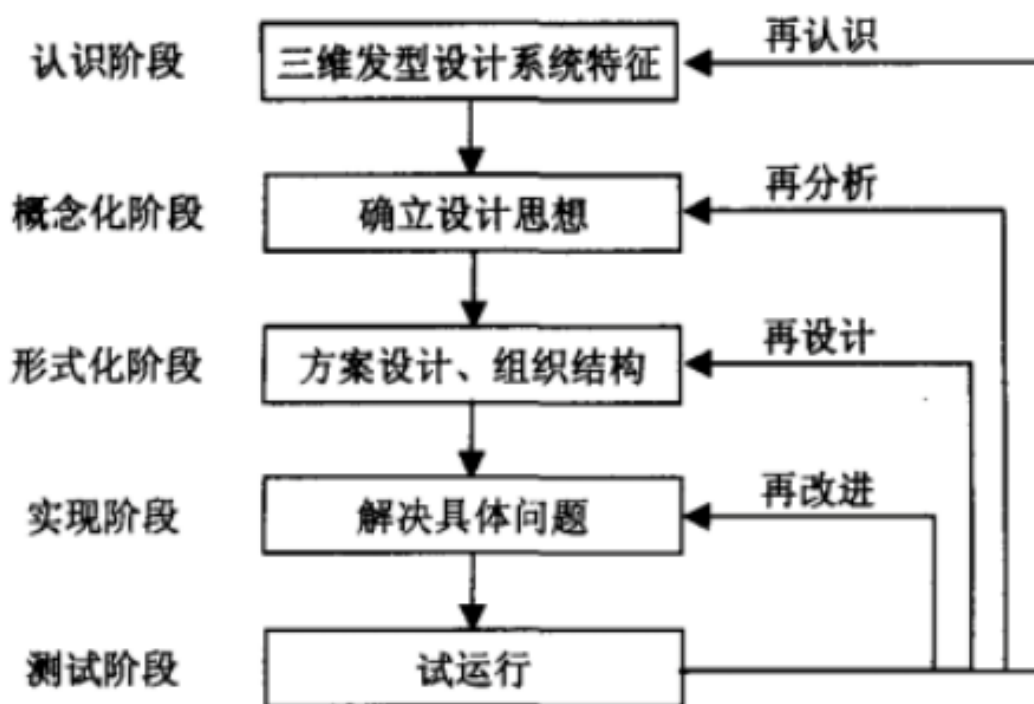 再认识
认识阶段 三维发型设计系统特征
再分析
概念化阶段 确立设计思想
再设计
形式化阶段 方案设计、组织结构
再改进
实现阶段 解决具体问题
测试阶段 试运行